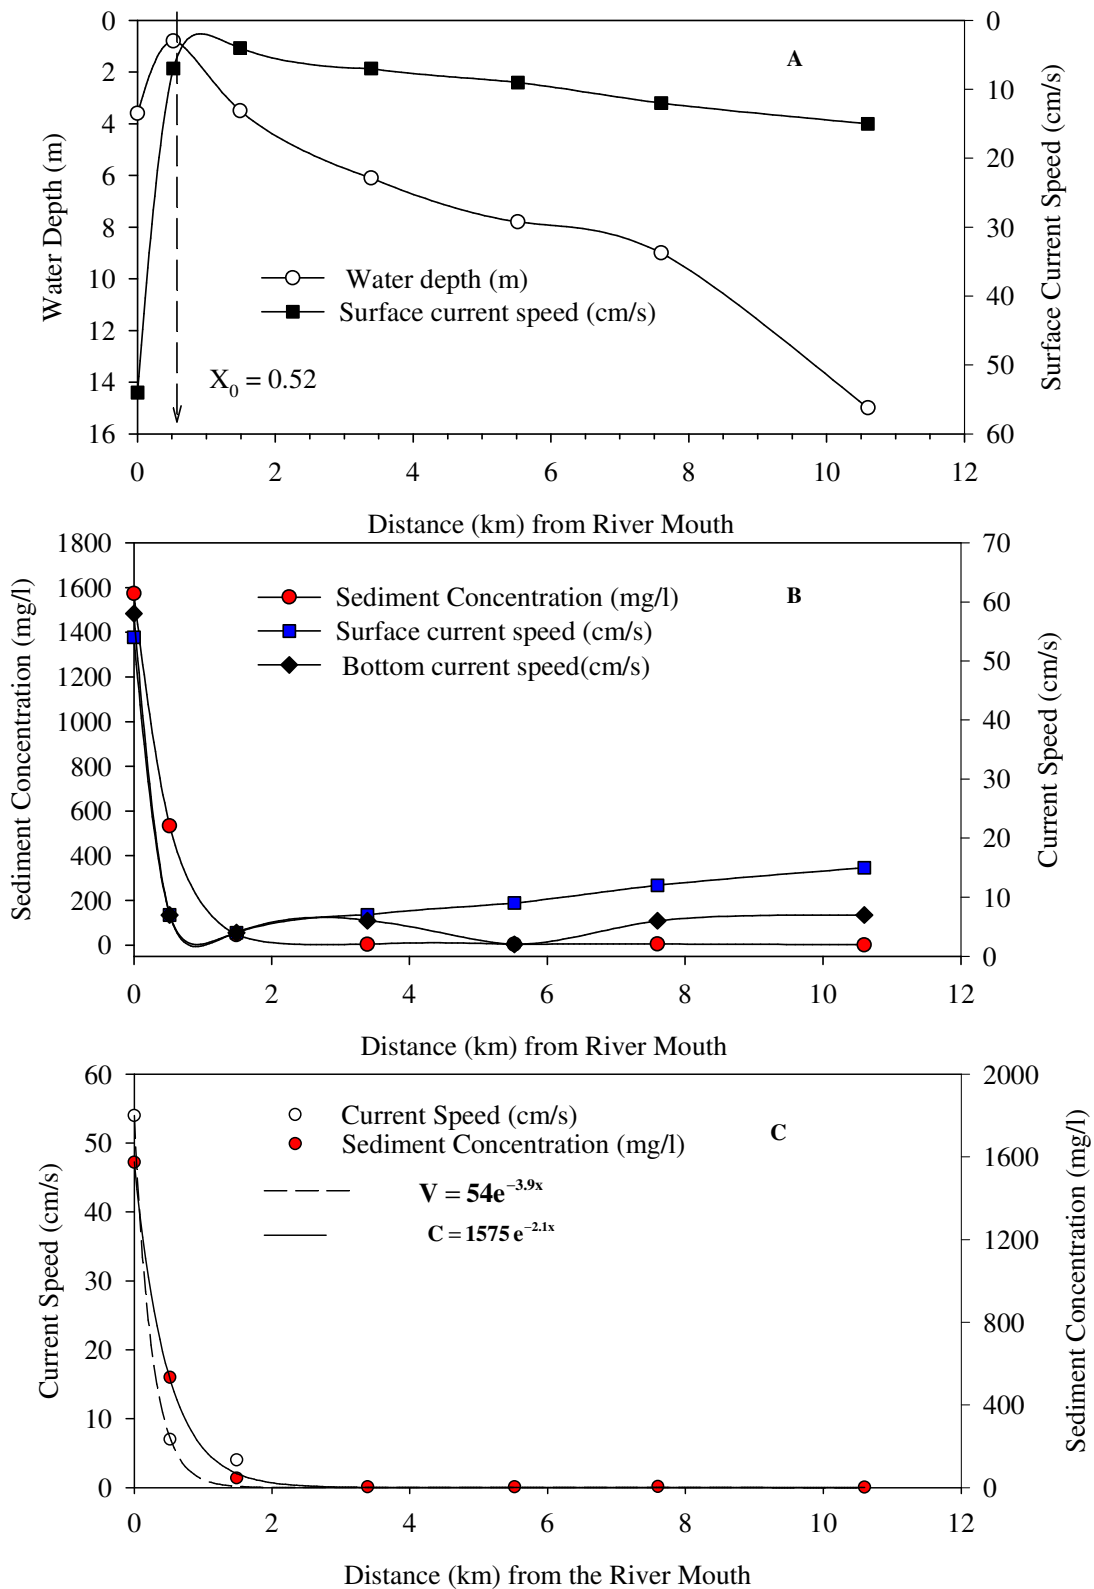 0 0
A
2 10
4
20
6
8 30
10
40
12
50
14
16 60
Water Depth (m)
Surface Current Speed (cm/s)
Water depth (m)
Surface current speed (cm/s)
X₀ = 0.52
0 2 4 6 8 10 12
Distance (km) from River Mouth
1800 70
1600 60
1400
50
1200
1000 40
800 30
600
20
400
200 10
0 0
Sediment Concentration (mg/l)
Current Speed (cm/s)
Sediment Concentration (mg/l)
B
Surface current speed (cm/s)
Bottom current speed(cm/s)
0 2 4 6 8 10 12
Distance (km) from River Mouth
60 2000
50 1600
40
1200
30
800
20
400
10
0 0
Current Speed (cm/s)
Sediment Concentration (mg/l)
Current Speed (cm/s)
C
Sediment Concentration (mg/l)
V = 54e⁻³·⁹ˣ
C = 1575 e⁻²·¹ˣ
0 2 4 6 8 10 12
Distance (km) from the River Mouth